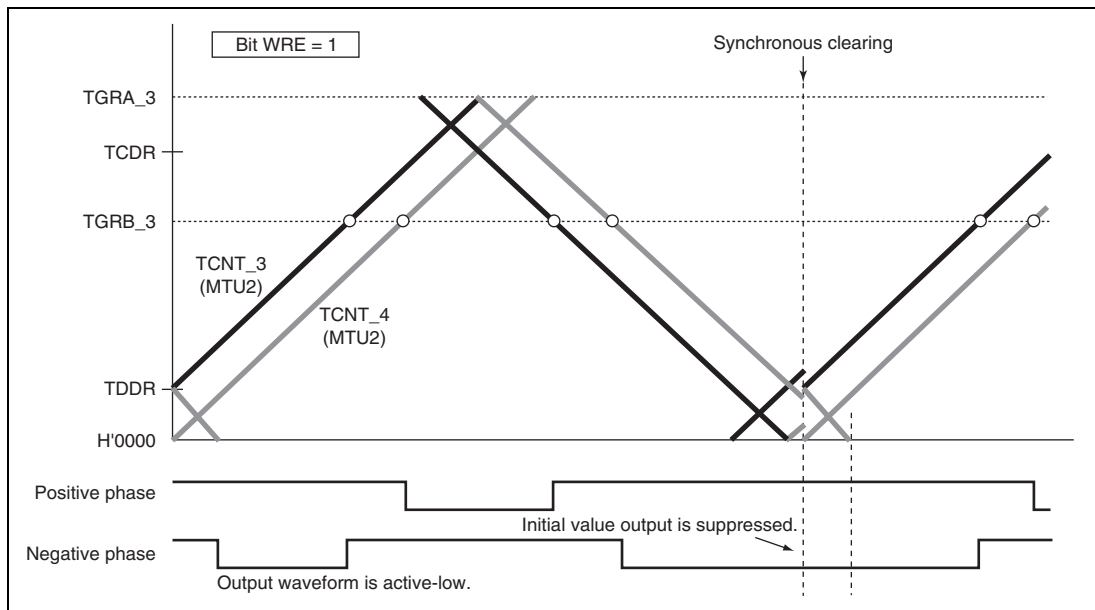 Bit WRE = 1
Synchronous clearing
TGRA_3
TCDR
TGRB_3
TCNT_3
(MTU2)
TCNT_4
(MTU2)
TDDR
H'0000
Positive phase
Initial value output is suppressed.
Negative phase
Output waveform is active-low.